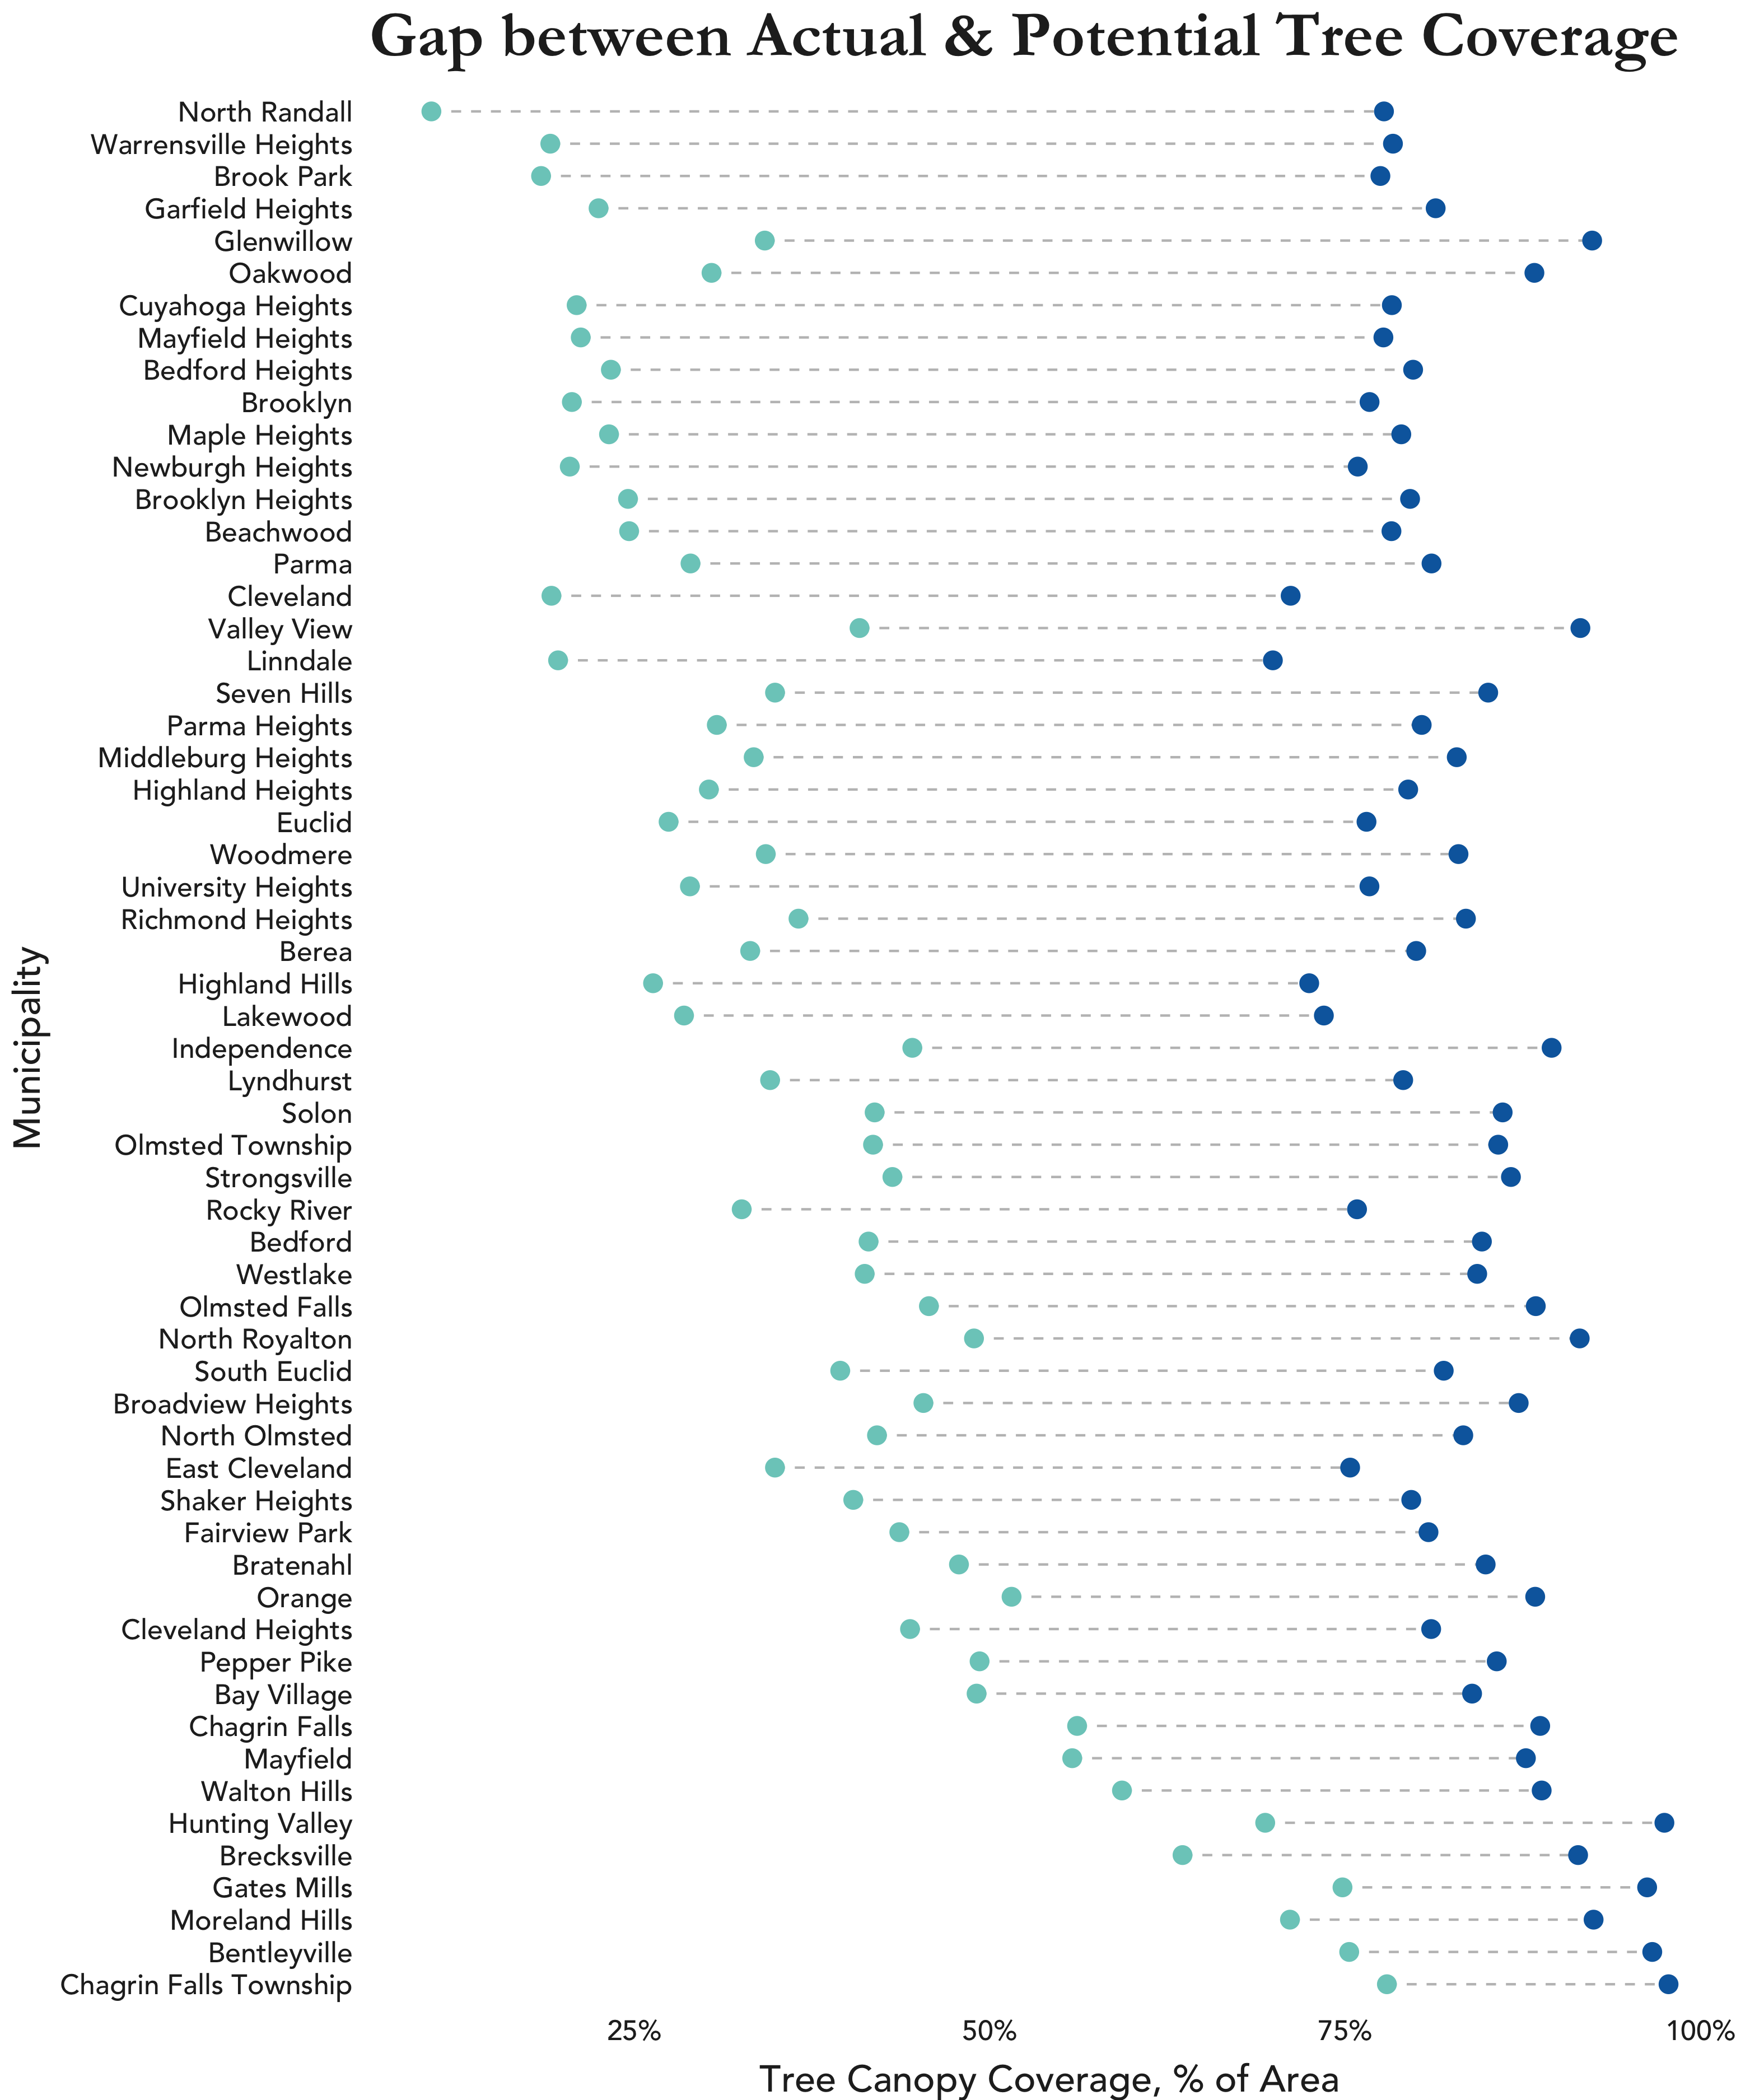 Gap between Actual & Potential Tree Coverage
North Randall
Warrensville Heights
Brook Park
Garfield Heights
Glenwillow
Oakwood
Cuyahoga Heights
Mayfield Heights
Bedford Heights
Brooklyn
Maple Heights
Newburgh Heights
Brooklyn Heights
Beachwood
Parma
Cleveland
Valley View
Linndale
Seven Hills
Parma Heights
Middleburg Heights
Highland Heights
Euclid
Woodmere
University Heights
Richmond Heights
Berea
Highland Hills
Lakewood
Independence
Lyndhurst
Solon
Olmsted Township
Strongsville
Rocky River
Bedford
Westlake
Olmsted Falls
North Royalton
South Euclid
Broadview Heights
North Olmsted
East Cleveland
Shaker Heights
Fairview Park
Bratenahl
Orange
Cleveland Heights
Pepper Pike
Bay Village
Chagrin Falls
Mayfield
Walton Hills
Hunting Valley
Brecksville
Gates Mills
Moreland Hills
Bentleyville
Chagrin Falls Township
Municipality
25% 50% 75% 100%
Tree Canopy Coverage, % of Area